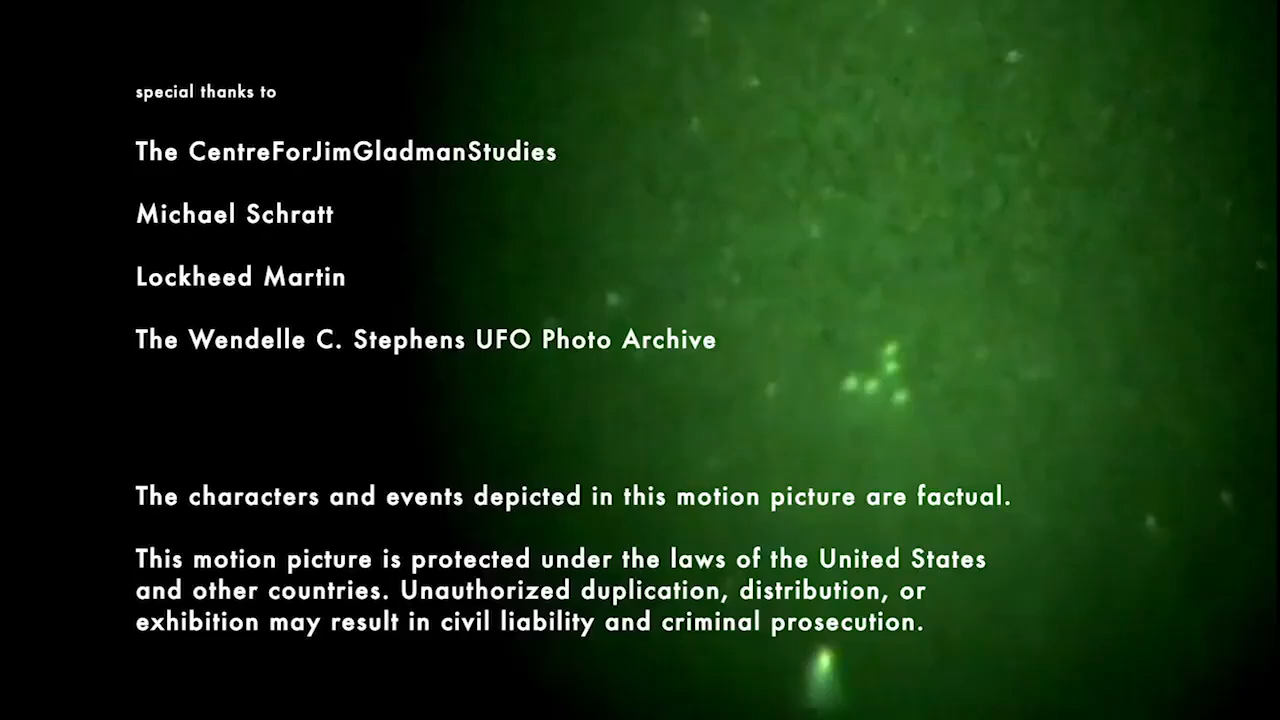 special thanks to
The CentreForJimGladmanStudies
Michael Schratt
Lockheed Martin
The Wendelle C. Stephens UFO Photo Archive
The characters and events depicted in this motion picture are factual.
This motion picture is protected under the laws of the United States
and other countries. Unauthorized duplication, distribution, or
exhibition may result in civil liability and criminal prosecution.